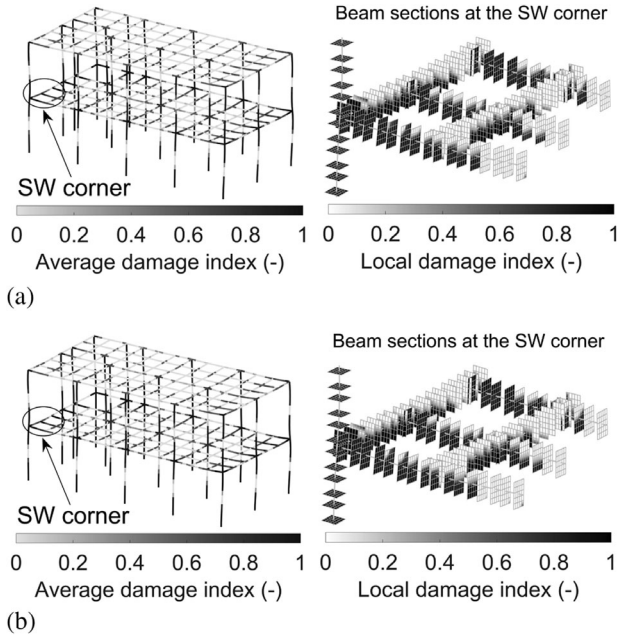 Beam sections at the SW corner
SW corner
0 0.2 0.4 0.6 0.8 1
Average damage index (-)
0 0.2 0.4 0.6 0.8 1
Local damage index (-)
(a)
Beam sections at the SW corner
SW corner
0 0.2 0.4 0.6 0.8 1
Average damage index (-)
0 0.2 0.4 0.6 0.8 1
Local damage index (-)
(b)